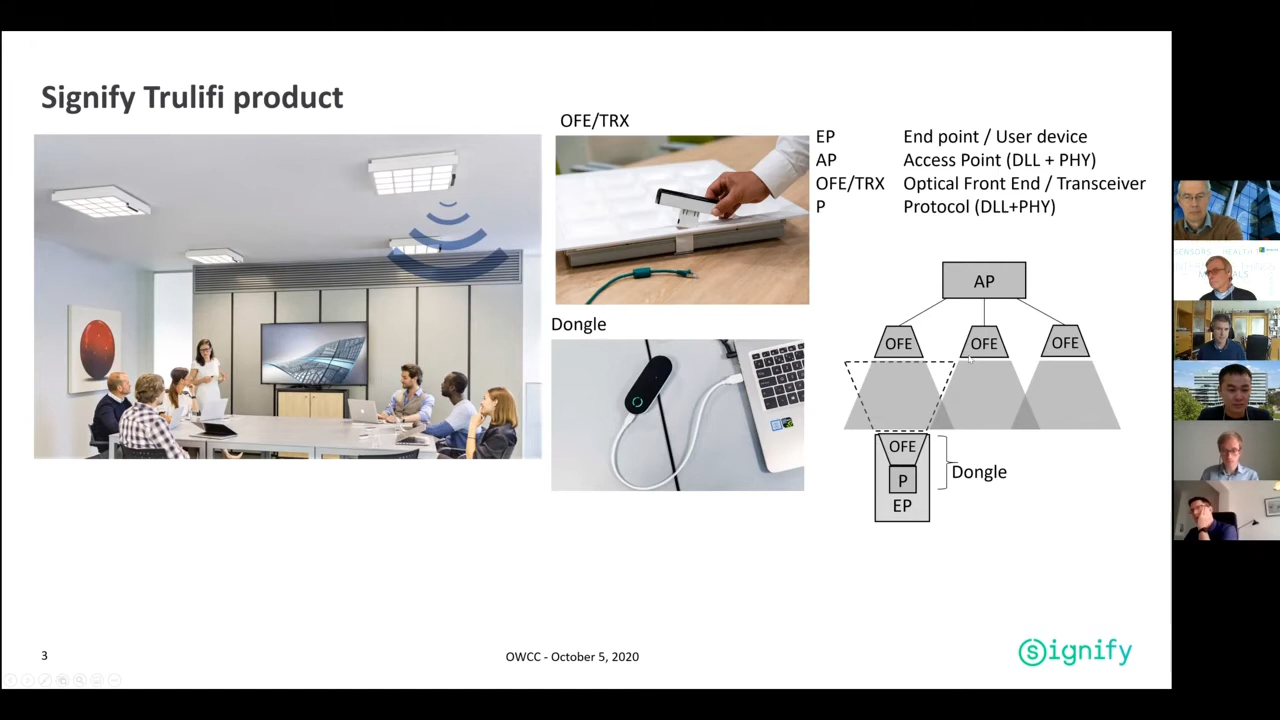 Signify Trulifi product
OFE/TRX
Dongle
EP End point / User device
AP Access Point (DLL + PHY)
OFE/TRX Optical Front End / Transceiver
P Protocol (DLL+PHY)
AP
OFE OFE OFE
OFE
P
EP
Dongle
3
OWCC - October 5, 2020
signify